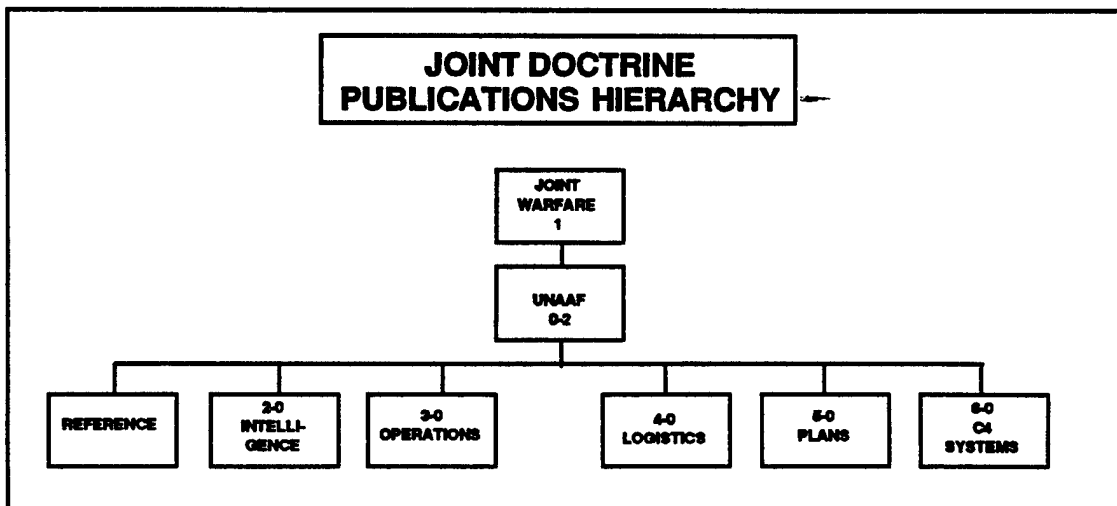 JOINT DOCTRINE
PUBLICATIONS HIERARCHY
JOINT
WARFARE
1
UNAAF
0-2
REFERENCE
2-0
INTELLI-
GENCE
3-0
OPERATIONS
4-0
LOGISTICS
5-0
PLANS
6-0
C4
SYSTEMS